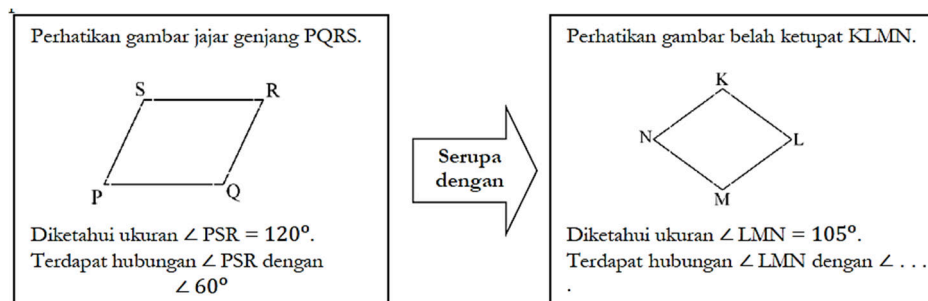 Perhatikan gambar jajar genjang PQRS.
S R
P Q
Diketahui ukuran ∠ PSR = 120°.
Terdapat hubungan ∠ PSR dengan
∠ 60°
Serupa
dengan
Perhatikan gambar belah ketupat KLMN.
K
N L
M
Diketahui ukuran ∠ LMN = 105°.
Terdapat hubungan ∠ LMN dengan ∠ . . .
.